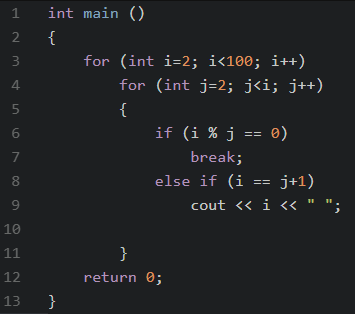 1 int main ()
2 {
3     for (int i=2; i<100; i++)
4         for (int j=2; j<i; j++)
5         {
6             if (i % j == 0)
7                 break;
8             else if (i == j+1)
9                 cout << i << " ";
10
11         }
12     return 0;
13 }